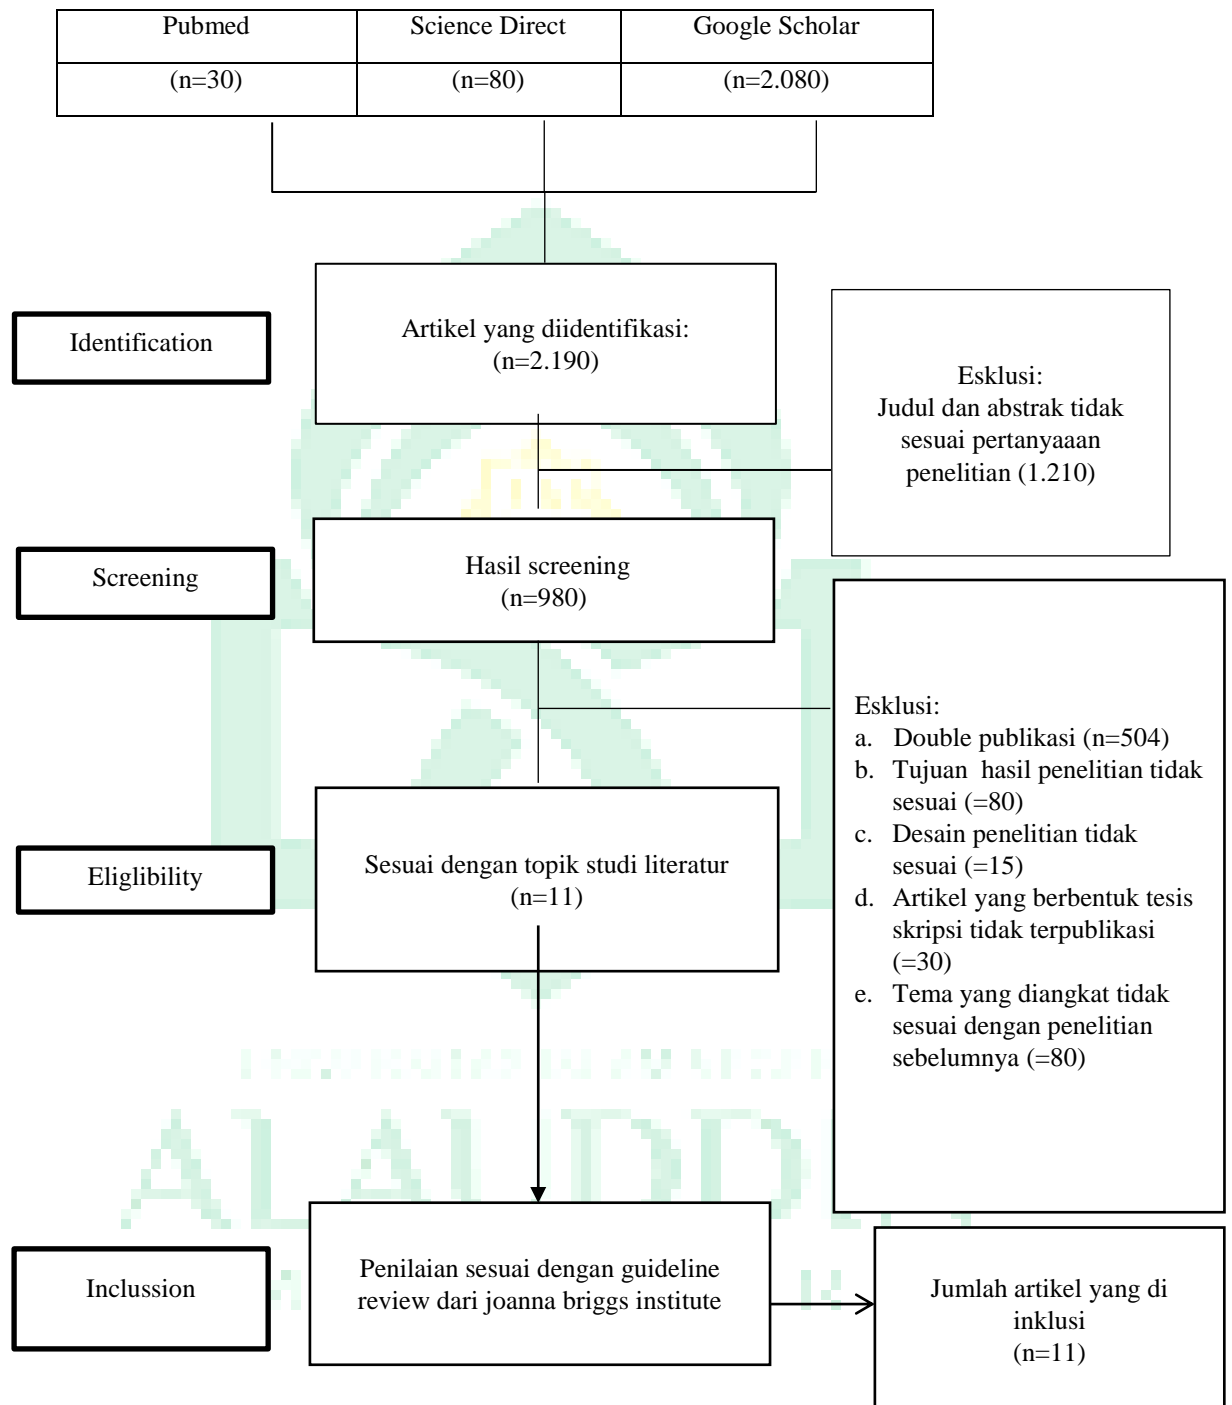 Pubmed Science Direct Google Scholar
(n=30) (n=80) (n=2.080)
Identification
Artikel yang diidentifikasi:
(n=2.190)
Esklusi:
Judul dan abstrak tidak
sesuai pertanyaaan
penelitian (1.210)
Screening
Hasil screening
(n=980)
Esklusi:
a. Double publikasi (n=504)
b. Tujuan hasil penelitian tidak
sesuai (=80)
c. Desain penelitian tidak
sesuai (=15)
d. Artikel yang berbentuk tesis
skripsi tidak terpublikasi
(=30)
e. Tema yang diangkat tidak
sesuai dengan penelitian
sebelumnya (=80)
Eliglibility
Sesuai dengan topik studi literatur
(n=11)
Inclussion
Penilaian sesuai dengan guideline
review dari joanna briggs institute
Jumlah artikel yang di
inklusi
(n=11)